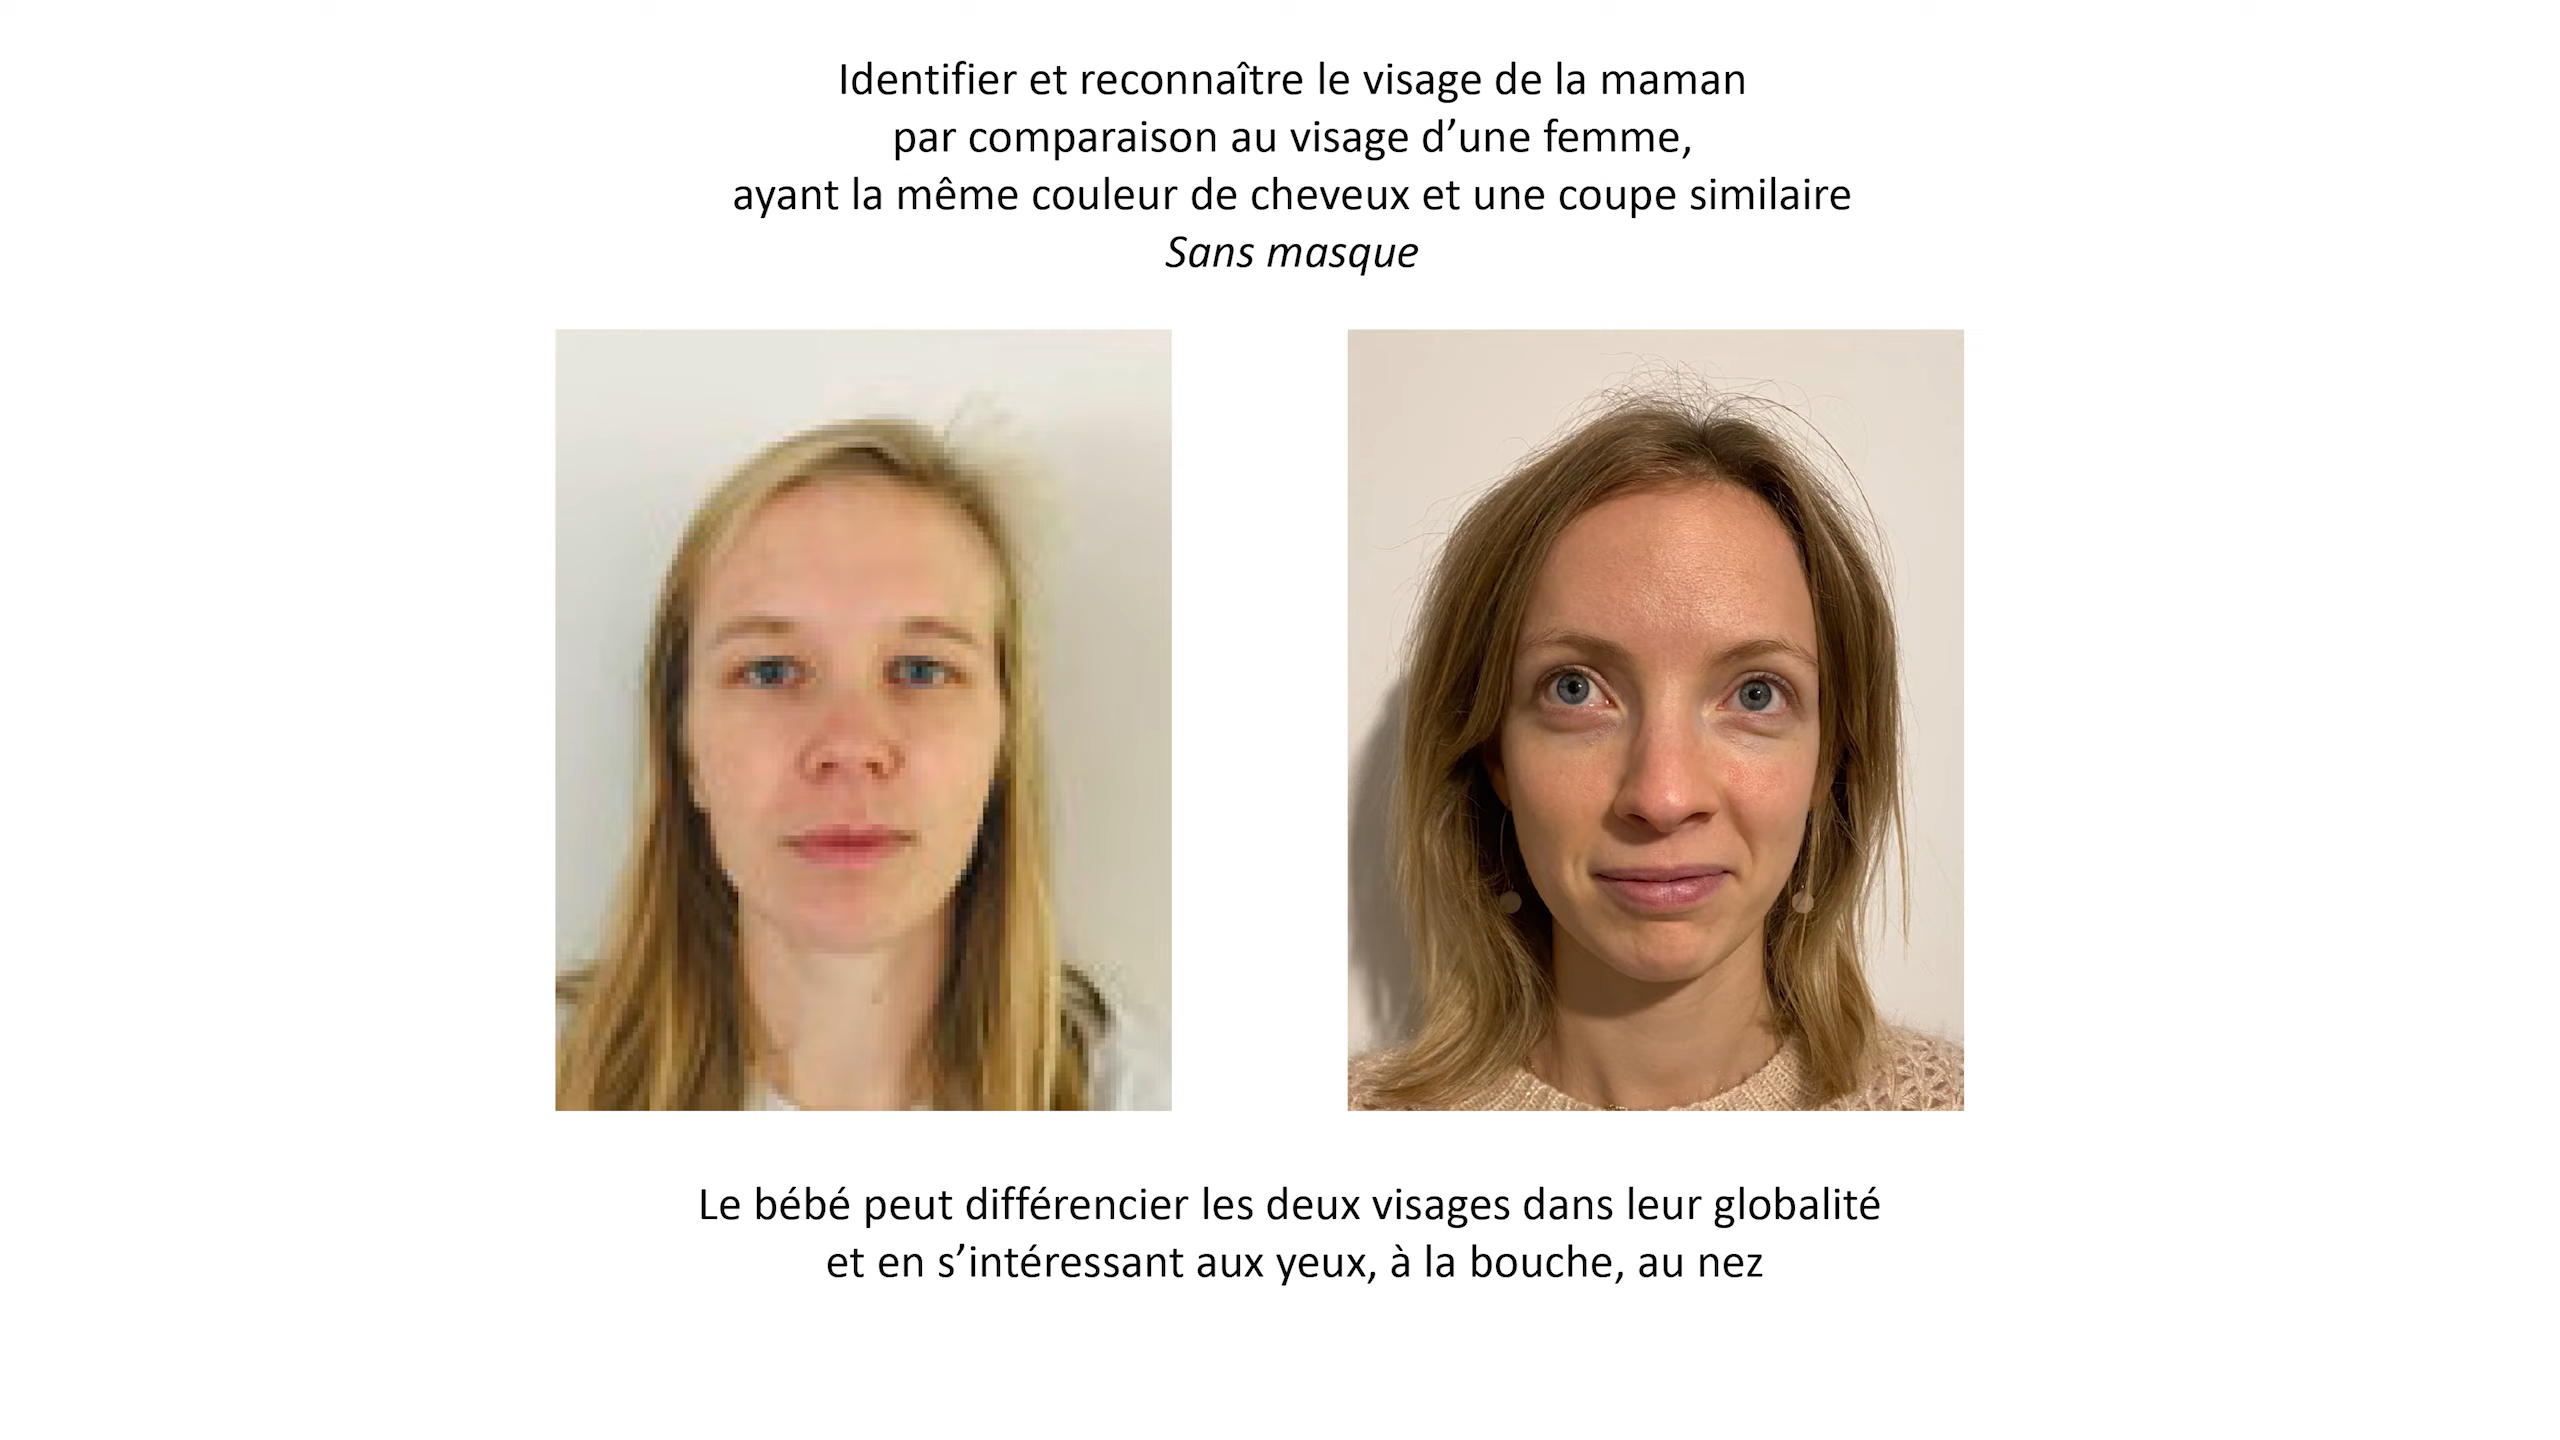 Identifier et reconnaître le visage de la maman
par comparaison au visage d’une femme,
ayant la même couleur de cheveux et une coupe similaire
Sans masque
Le bébé peut différencier les deux visages dans leur globalité
et en s’intéressant aux yeux, à la bouche, au nez